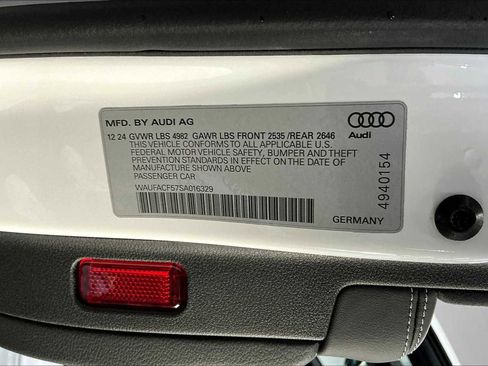 MFD. BY AUDI AG
12 24 GVWR LBS 4982 GAWR LBS FRONT 2535 /REAR 2646
THIS VEHICLE CONFORMS TO ALL APPLICABLE U.S.
FEDERAL MOTOR VEHICLE SAFETY, BUMPER AND THEFT
PREVENTION STANDARDS IN EFFECT ON THE DATE OF
MANUFACTURE SHOWN ABOVE
PASSENGER CAR
WAUFACF57SA016329
Audi
4940154
GERMANY